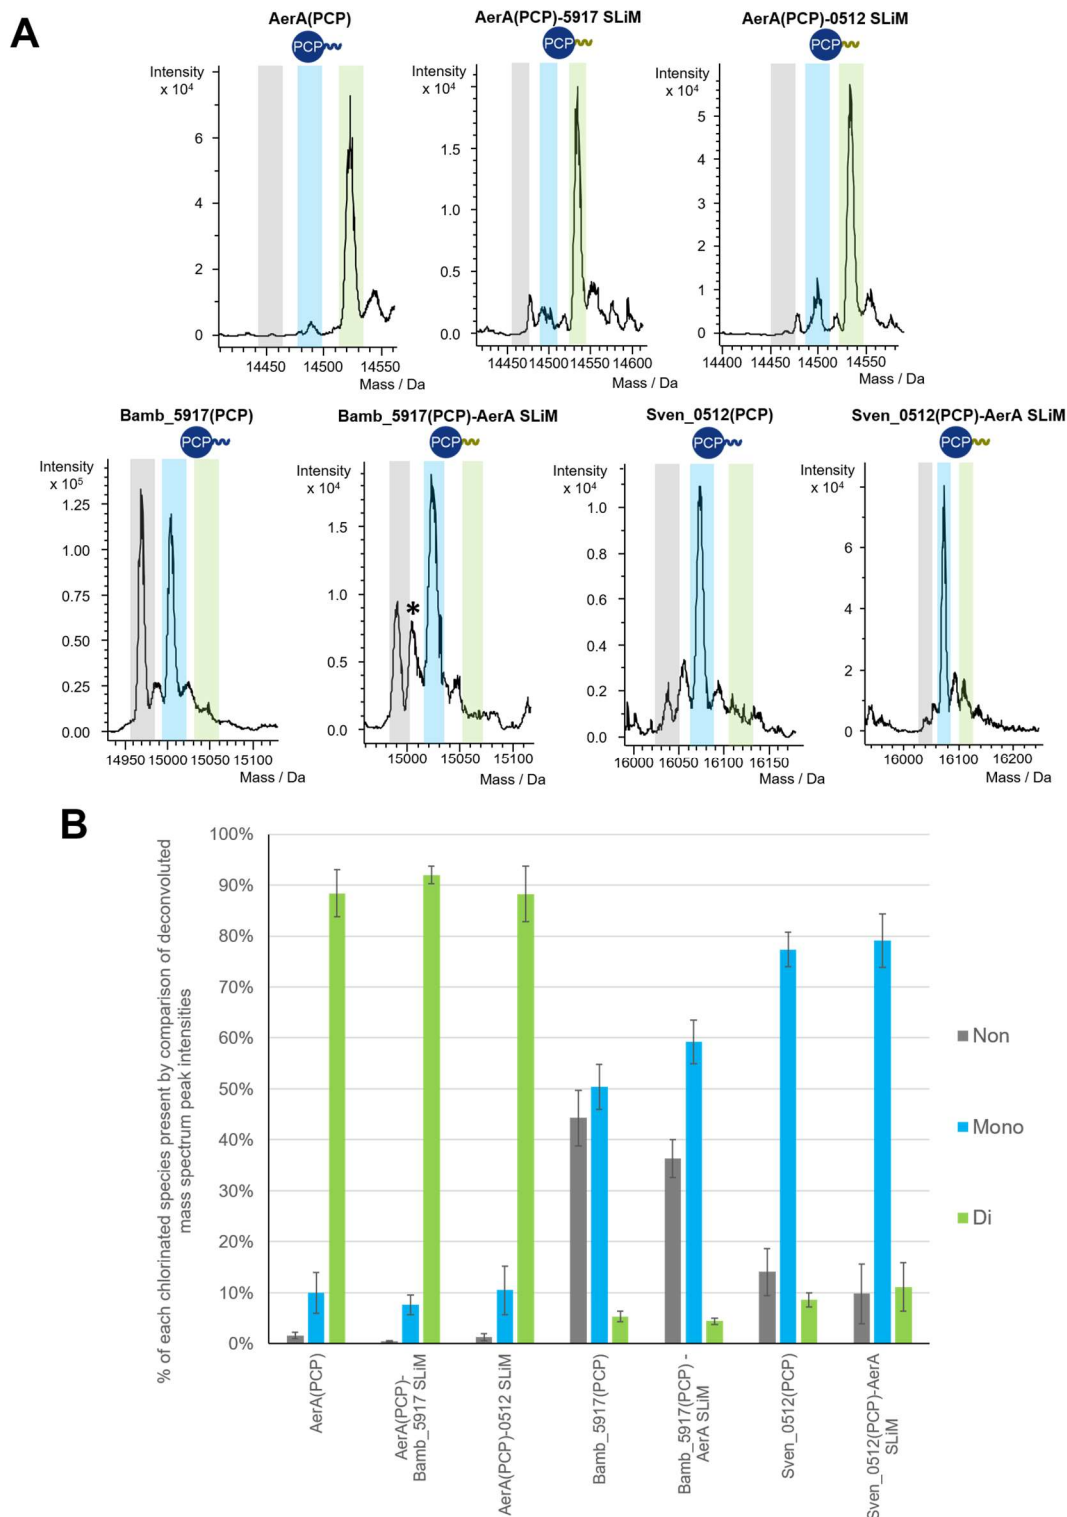 A
AerA(PCP)
PCP
Intensity
x 10⁴
6
4
2
0
14450 14500 14550
Mass / Da
AerA(PCP)-5917 SLiM
PCP
Intensity
x 10⁴
1.5
1.0
0.5
0.0
14450 14500 14550 14600
Mass / Da
AerA(PCP)-0512 SLiM
PCP
Intensity
x 10⁴
5
4
3
2
1
0
14400 14450 14500 14550
Mass / Da
Bamb_5917(PCP)
PCP
Intensity
x 10⁵
1.25
1.00
0.75
0.50
0.25
0.00
14950 15000 15050 15100
Mass / Da
Bamb_5917(PCP)-AerA SLiM
PCP
Intensity
x 10⁴
1.5
1.0
0.5
0.0
*
15000 15050 15100
Mass / Da
Sven_0512(PCP)
PCP
Intensity
x 10⁴
1.0
0.8
0.6
0.4
0.2
0.0
16000 16050 16100 16150
Mass / Da
Sven_0512(PCP)-AerA SLiM
PCP
Intensity
x 10⁴
6
4
2
0
16000 16100 16200
Mass / Da
B
% of each chlorinated species present by comparison of deconvoluted
mass spectrum peak intensities
100%
90%
80%
70%
60%
50%
40%
30%
20%
10%
0%
AerA(PCP)
AerA(PCP)-
Bamb_5917 SLiM
AerA(PCP)-0512 SLiM
Bamb_5917(PCP)
Bamb_5917(PCP) -
AerA SLiM
Sven_0512(PCP)
Sven_0512(PCP)-AerA
SLiM
Non
Mono
Di